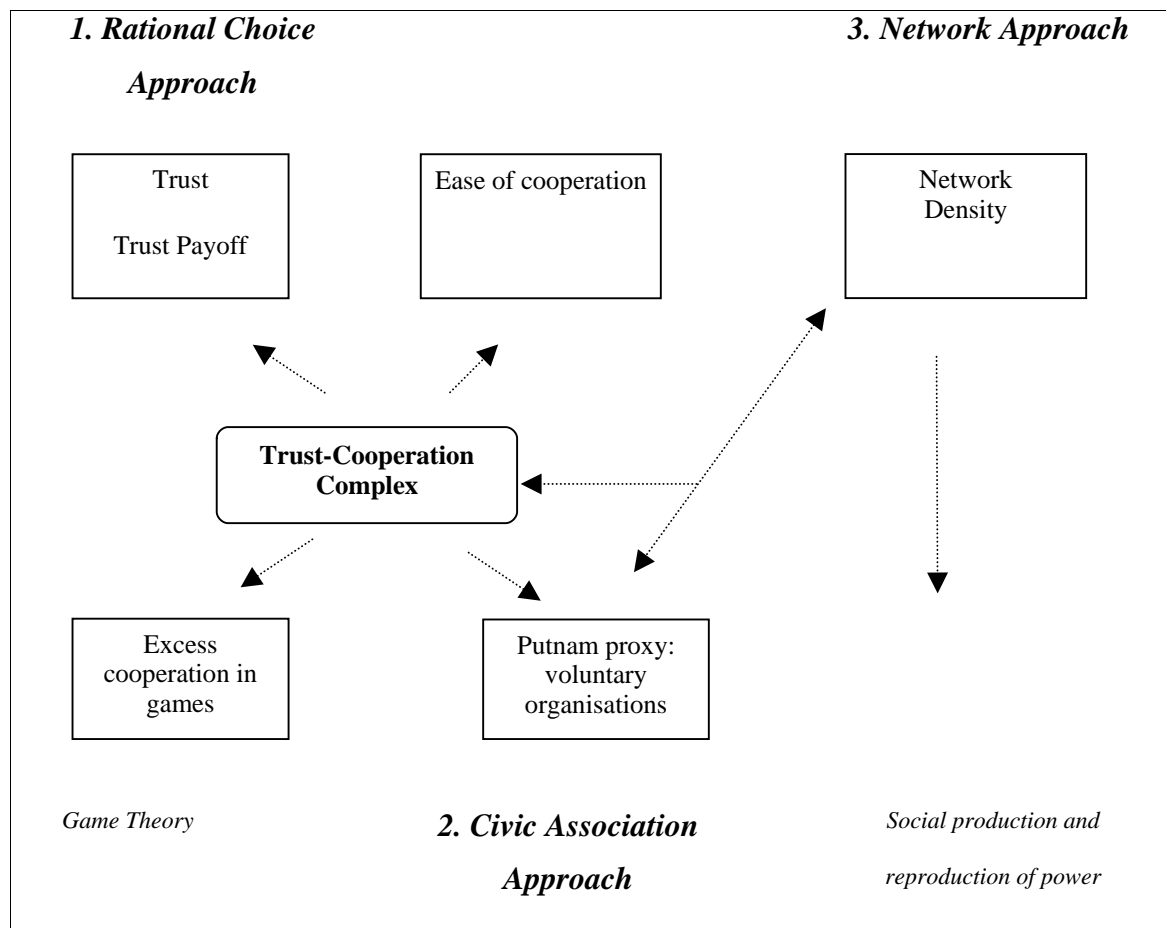 1. Rational Choice
Approach
3. Network Approach
Trust
Trust Payoff
Ease of cooperation
Network
Density
Trust-Cooperation
Complex
Excess
cooperation in
games
Putnam proxy:
voluntary
organisations
Game Theory
2. Civic Association
Approach
Social production and
reproduction of power